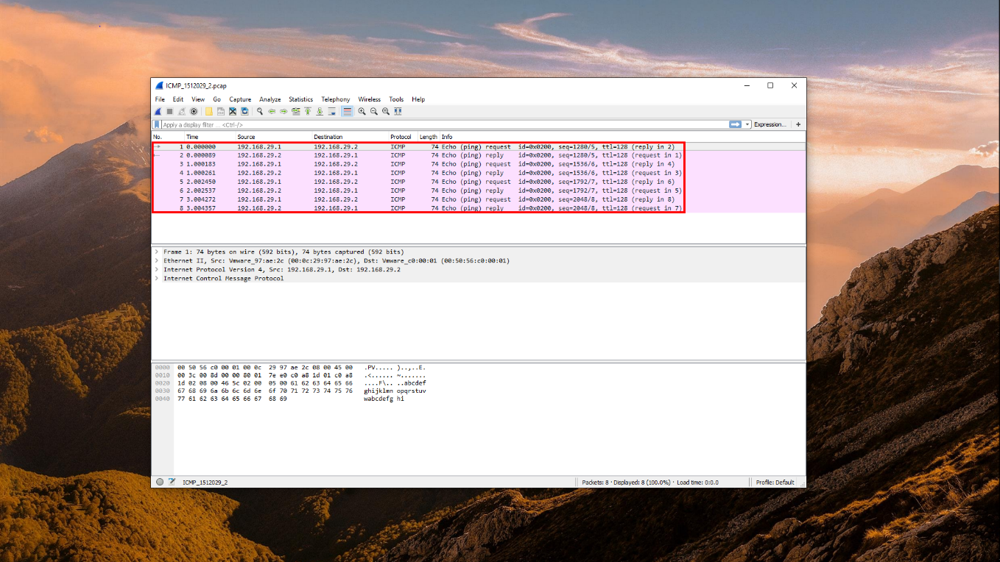 ICMP_1512029_2.pcap
File Edit View Go Capture Analyze Statistics Telephony Wireless Tools Help
Apply a display filter ... <Ctrl-/> Expression... +
No. Time Source Destination Protocol Length Info
1 0.000000 192.168.29.1 192.168.29.2 ICMP 74 Echo (ping) request id=0x0200, seq=1280/5, ttl=128 (reply in 2)
2 0.000089 192.168.29.2 192.168.29.1 ICMP 74 Echo (ping) reply id=0x0200, seq=1280/5, ttl=128 (request in 1)
3 1.000183 192.168.29.1 192.168.29.2 ICMP 74 Echo (ping) request id=0x0200, seq=1536/6, ttl=128 (reply in 4)
4 1.000261 192.168.29.2 192.168.29.1 ICMP 74 Echo (ping) reply id=0x0200, seq=1536/6, ttl=128 (request in 3)
5 2.002450 192.168.29.1 192.168.29.2 ICMP 74 Echo (ping) request id=0x0200, seq=1792/7, ttl=128 (reply in 6)
6 2.002537 192.168.29.2 192.168.29.1 ICMP 74 Echo (ping) reply id=0x0200, seq=1792/7, ttl=128 (request in 5)
7 3.004272 192.168.29.1 192.168.29.2 ICMP 74 Echo (ping) request id=0x0200, seq=2048/8, ttl=128 (reply in 8)
8 3.004357 192.168.29.2 192.168.29.1 ICMP 74 Echo (ping) reply id=0x0200, seq=2048/8, ttl=128 (request in 7)
Frame 1: 74 bytes on wire (592 bits), 74 bytes captured (592 bits)
Ethernet II, Src: Vmware_97:ae:2c (00:0c:29:97:ae:2c), Dst: Vmware_c0:00:01 (00:50:56:c0:00:01)
Internet Protocol Version 4, Src: 192.168.29.1, Dst: 192.168.29.2
Internet Control Message Protocol
0000 00 50 56 c0 00 01 00 0c 29 97 ae 2c 08 00 45 00 .PV..... )..,..E.
0010 00 3c 00 8d 00 00 80 01 7e e0 c0 a8 1d 01 c0 a8 .<...... ~.......
0020 1d 02 08 00 46 5c 02 00 05 00 61 62 63 64 65 66 ....F\.. ..abcdef
0030 67 68 69 6a 6b 6c 6d 6e 6f 70 71 72 73 74 75 76 ghijklmn opqrstuv
0040 77 61 62 63 64 65 66 67 68 69 wabcdefg hi
ICMP_1512029_2 Packets: 8 · Displayed: 8 (100.0%) · Load time: 0:0.0 Profile: Default